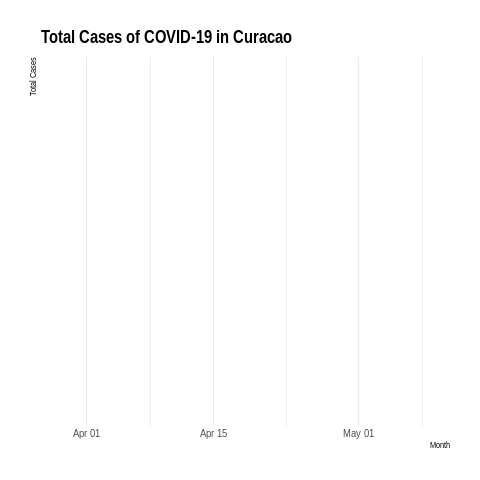 Total Cases of COVID-19 in Curacao
Total Cases
Apr 01
Apr 15
May 01
Month